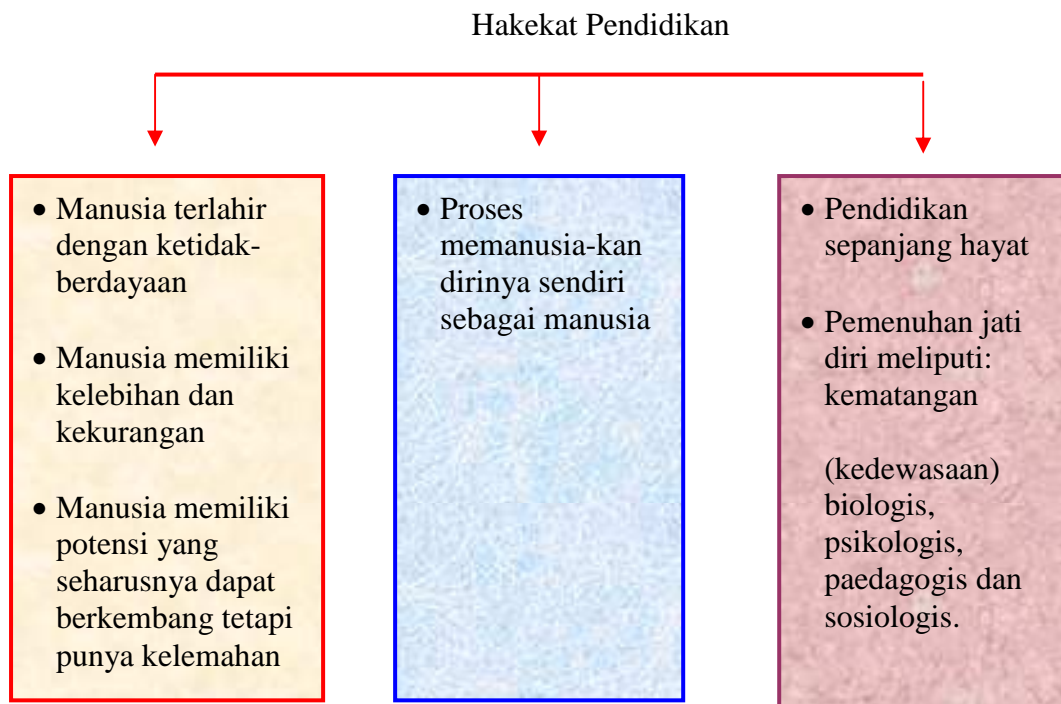 Hakekat Pendidikan
• Manusia terlahir
dengan ketidak-
berdayaan
• Manusia memiliki
kelebihan dan
kekurangan
• Manusia memiliki
potensi yang
seharusnya dapat
berkembang tetapi
punya kelemahan
• Proses
memanusia-kan
dirinya sendiri
sebagai manusia
• Pendidikan
sepanjang hayat
• Pemenuhan jati
diri meliputi:
kematangan
(kedewasaan)
biologis,
psikologis,
paedagogis dan
sosiologis.